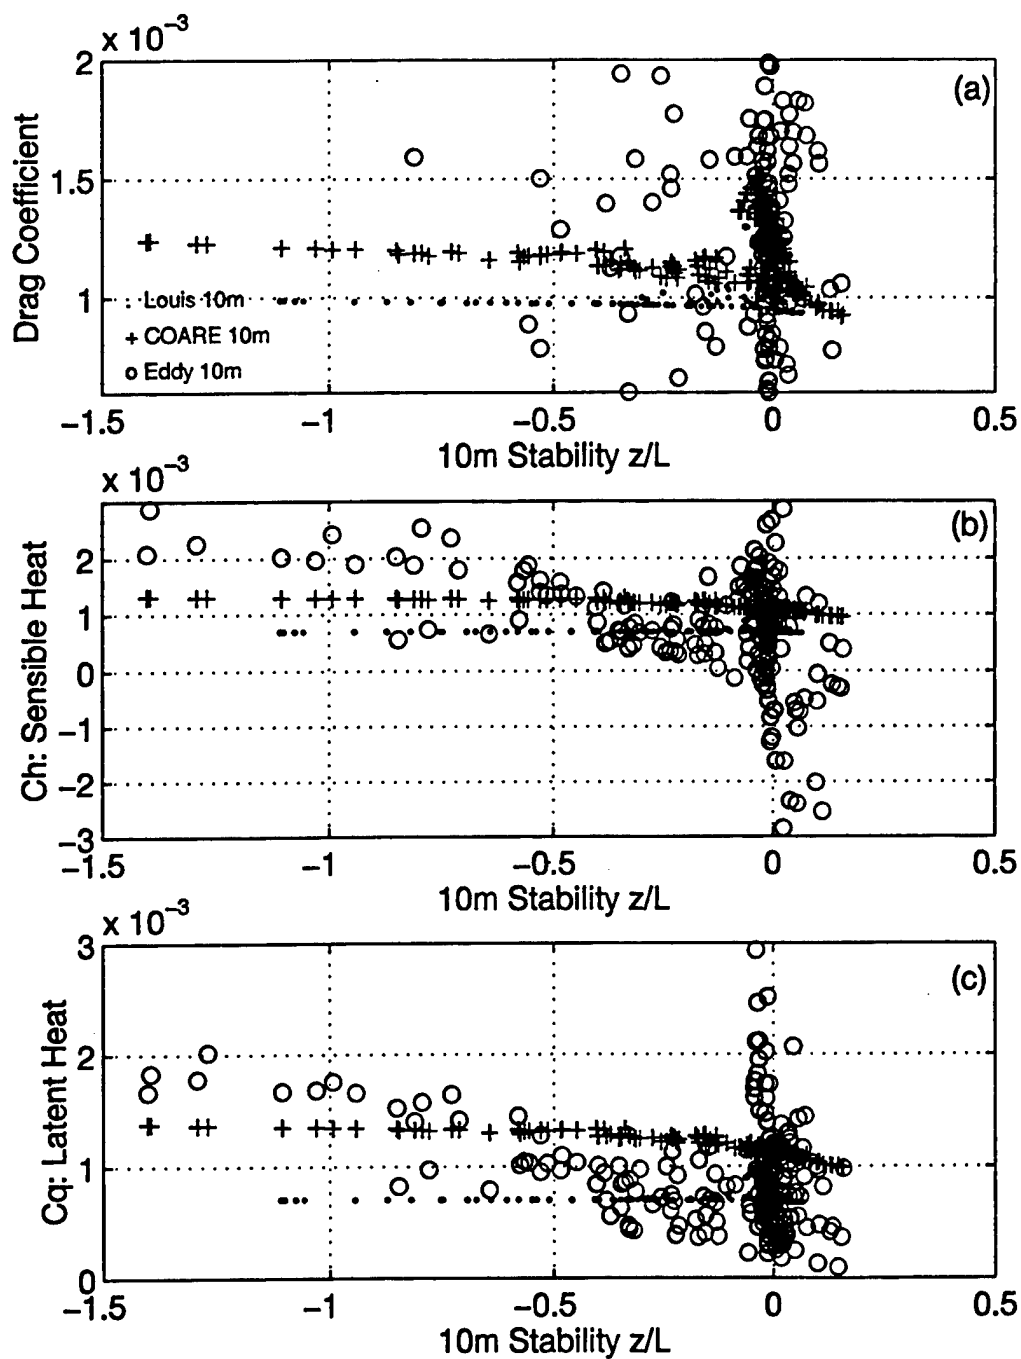 x 10⁻³
2
(a)
Drag Coefficient
1.5
1
. Louis 10m
+ COARE 10m
o Eddy 10m
−1.5 −1 −0.5 0 0.5
10m Stability z/L
x 10⁻³
(b)
Ch: Sensible Heat
2
1
0
−1
−2
−3
−1.5 −1 −0.5 0 0.5
10m Stability z/L
x 10⁻³
3
(c)
Cq: Latent Heat
2
1
0
−1.5 −1 −0.5 0 0.5
10m Stability z/L